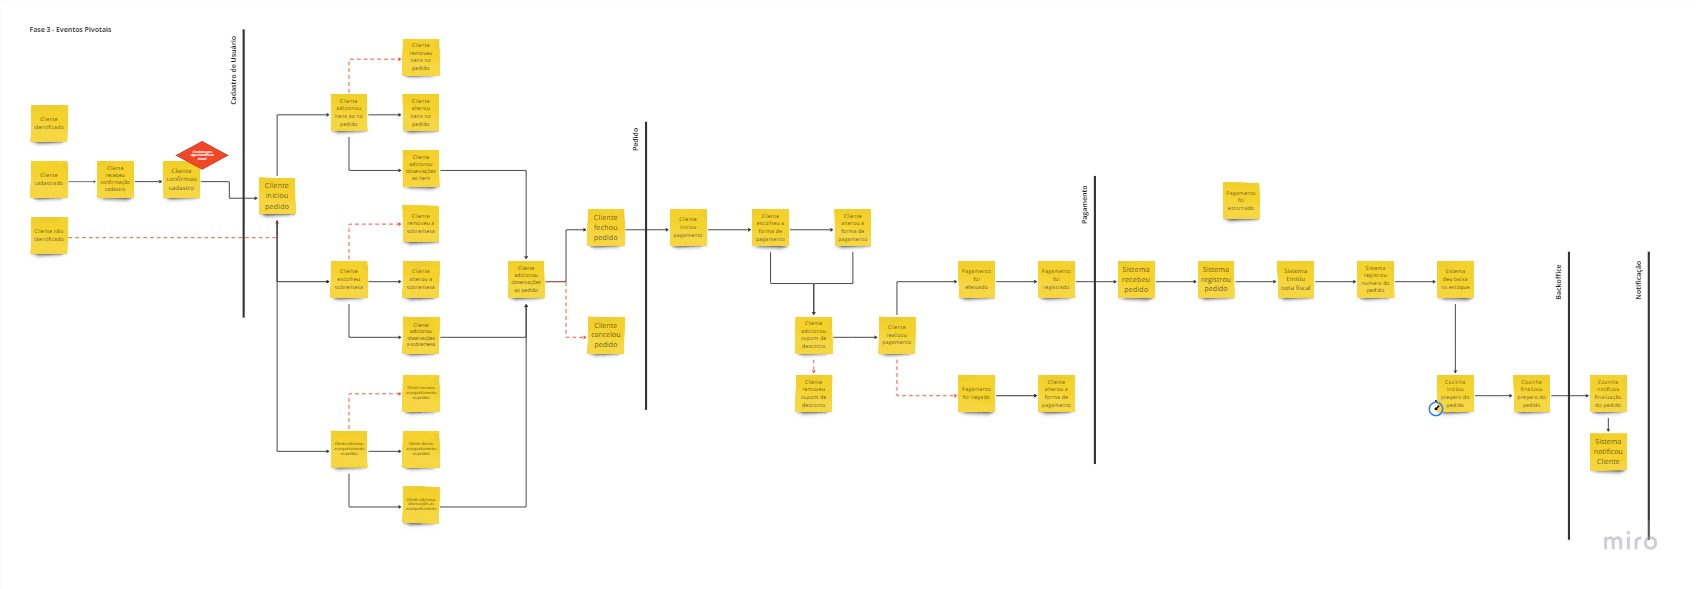 Fase 3 - Eventos Pivotais
Cadastro de Usuário
Cliente
identificado
Cliente
cadastrado
Cliente
recebeu
confirmação
cadastro
Cliente
confirmou
cadastro
Cliente não
identificado
Cliente
iniciou
pedido
Cliente
removeu
itens no
pedido
Cliente
adicionou
itens ao no
pedido
Cliente
alterou
itens no
pedido
Cliente
adicionou
observações
ao item
Cliente
removeu a
sobremesa
Cliente
escolheu
sobremesa
Cliente
alterou a
sobremesa
Cliente
adicionou
observações
a sobremesa
Cliente removeu
acompanhamento
no pedido
Cliente adicionou
acompanhamento
no pedido
Cliente alterou
acompanhamento
no pedido
Cliente adicionou
observações ao
acompanhamento
Cliente
adicionou
observações
ao pedido
Cliente
fechou
pedido
Cliente
cancelou
pedido
Pedido
Cliente
iniciou
pagamento
Cliente
escolheu a
forma de
pagamento
Cliente
alterou a
forma de
pagamento
Cliente
adicionou
cupom de
desconto
Cliente
removeu
cupom de
desconto
Cliente
realizou
pagamento
Pagamento
foi
efetuado
Pagamento
foi
registrado
Pagamento
foi negado
Cliente
alterou a
forma de
pagamento
Pagamento
Pagamento
foi
estornado
Sistema
recebeu
pedido
Sistema
registrou
pedido
Sistema
Emitiu
nota fiscal
Sistema
registrou
numero do
pedido
Sistema
deu baixa
no estoque
Cozinha
iniciou
preparo do
pedido
Cozinha
finalizou
preparo do
pedido
Backoffice
Cozinha
notificou
finalização
do pedido
Sistema
notificou
Cliente
Notificação
miro